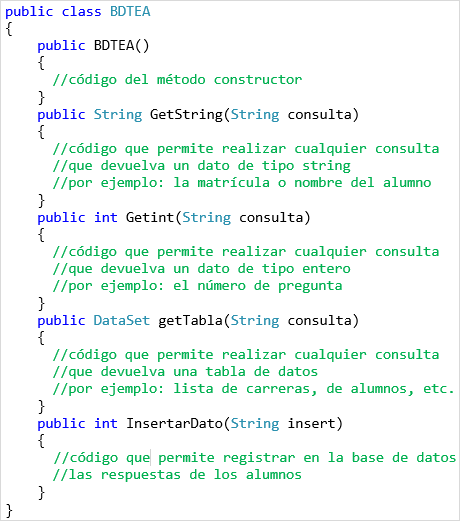 public class BDTEA
{
    public BDTEA()
    {
      //código del método constructor
    }
    public String GetString(String consulta)
    {
      //código que permite realizar cualquier consulta
      //que devuelva un dato de tipo string
      //por ejemplo: la matrícula o nombre del alumno
    }
    public int Getint(String consulta)
    {
      //código que permite realizar cualquier consulta
      //que devuelva un dato de tipo entero
      //por ejemplo: el número de pregunta
    }
    public DataSet getTabla(String consulta)
    {
      //código que permite realizar cualquier consulta
      //que devuelva una tabla de datos
      //por ejemplo: lista de carreras, de alumnos, etc.
    }
    public int InsertarDato(String insert)
    {
      //código que permite registrar en la base de datos
      //las respuestas de los alumnos
    }
}